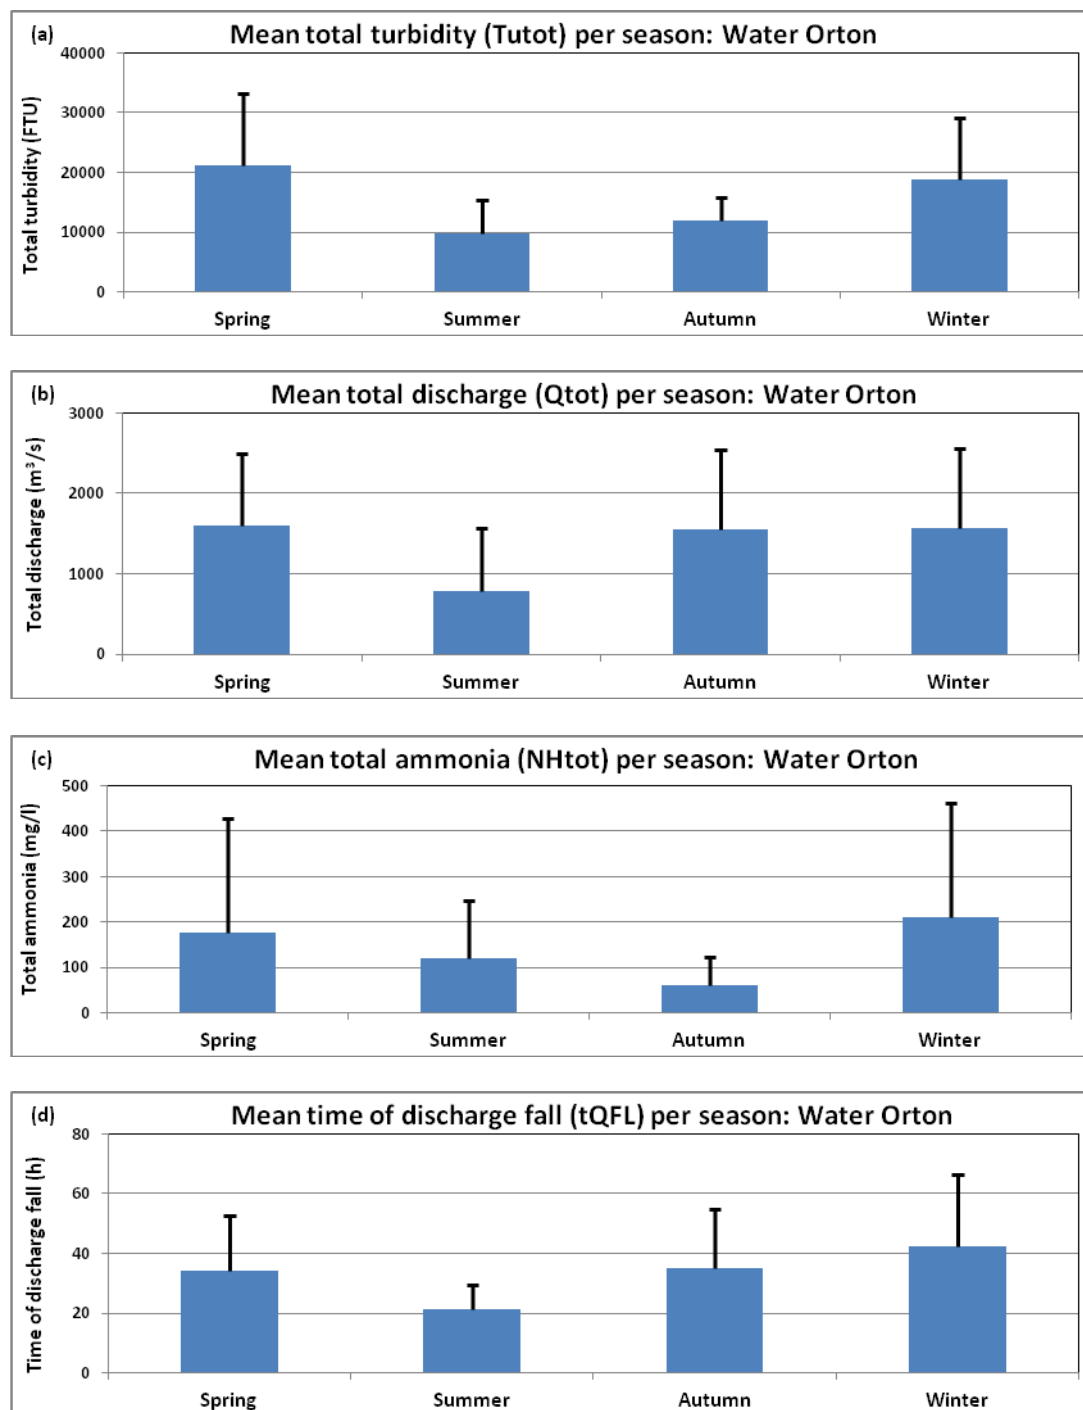 (a)
Mean total turbidity (Tutot) per season: Water Orton
Total turbidity (FTU)
40000
30000
20000
10000
0
Spring Summer Autumn Winter
(b)
Mean total discharge (Qtot) per season: Water Orton
Total discharge (m³/s)
3000
2000
1000
0
Spring Summer Autumn Winter
(c)
Mean total ammonia (NHtot) per season: Water Orton
Total ammonia (mg/l)
500
400
300
200
100
0
Spring Summer Autumn Winter
(d)
Mean time of discharge fall (tQFL) per season: Water Orton
Time of discharge fall (h)
80
60
40
20
0
Spring Summer Autumn Winter